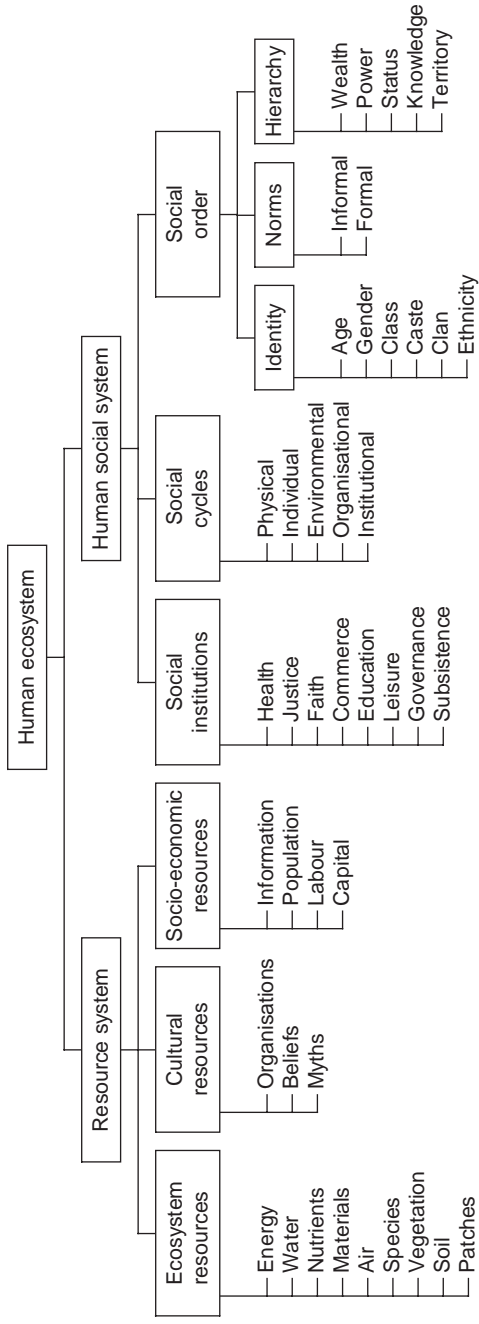 Human ecosystem
Resource system
Human social system
Ecosystem
resources
Cultural
resources
Socio-economic
resources
Social
institutions
Social
cycles
Social
order
Energy
Water
Nutrients
Materials
Air
Species
Vegetation
Soil
Patches
Organisations
Beliefs
Myths
Information
Population
Labour
Capital
Health
Justice
Faith
Commerce
Education
Leisure
Governance
Subsistence
Physical
Individual
Environmental
Organisational
Institutional
Identity
Norms
Hierarchy
Age
Gender
Class
Caste
Clan
Ethnicity
Informal
Formal
Wealth
Power
Status
Knowledge
Territory